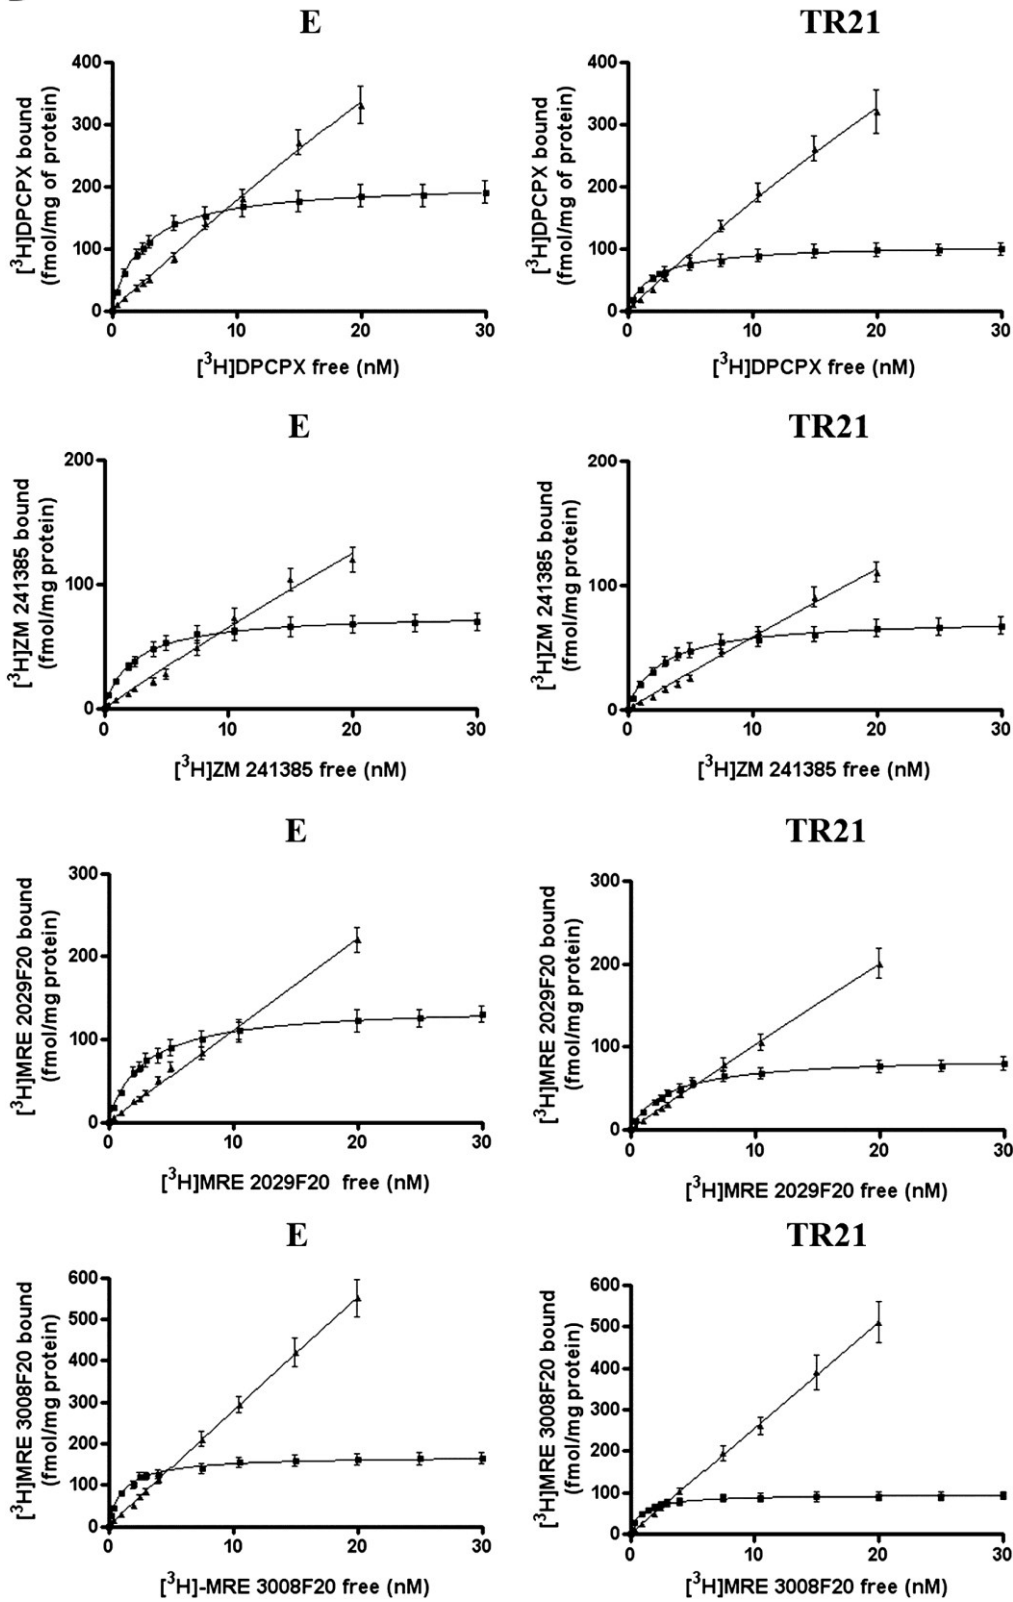 E
TR21
[³H]DPCPX bound
(fmol/mg of protein)
400
300
200
100
0
0 10 20 30
[³H]DPCPX free (nM)
[³H]DPCPX bound
(fmol/mg of protein)
400
300
200
100
0
0 10 20 30
[³H]DPCPX free (nM)
E
TR21
[³H]ZM 241385 bound
(fmol/mg protein)
200
100
0
0 10 20 30
[³H]ZM 241385 free (nM)
[³H]ZM 241385 bound
(fmol/mg protein)
200
100
0
0 10 20 30
[³H]ZM 241385 free (nM)
E
TR21
[³H]MRE 2029F20 bound
(fmol/mg protein)
300
200
100
0
0 10 20 30
[³H]MRE 2029F20 free (nM)
[³H]MRE 2029F20 bound
(fmol/mg protein)
300
200
100
0
0 10 20 30
[³H]MRE 2029F20 free (nM)
E
TR21
[³H]MRE 3008F20 bound
(fmol/mg protein)
600
500
400
300
200
100
0
0 10 20 30
[³H]-MRE 3008F20 free (nM)
[³H]MRE 3008F20 bound
(fmol/mg protein)
600
500
400
300
200
100
0
0 10 20 30
[³H]MRE 3008F20 free (nM)